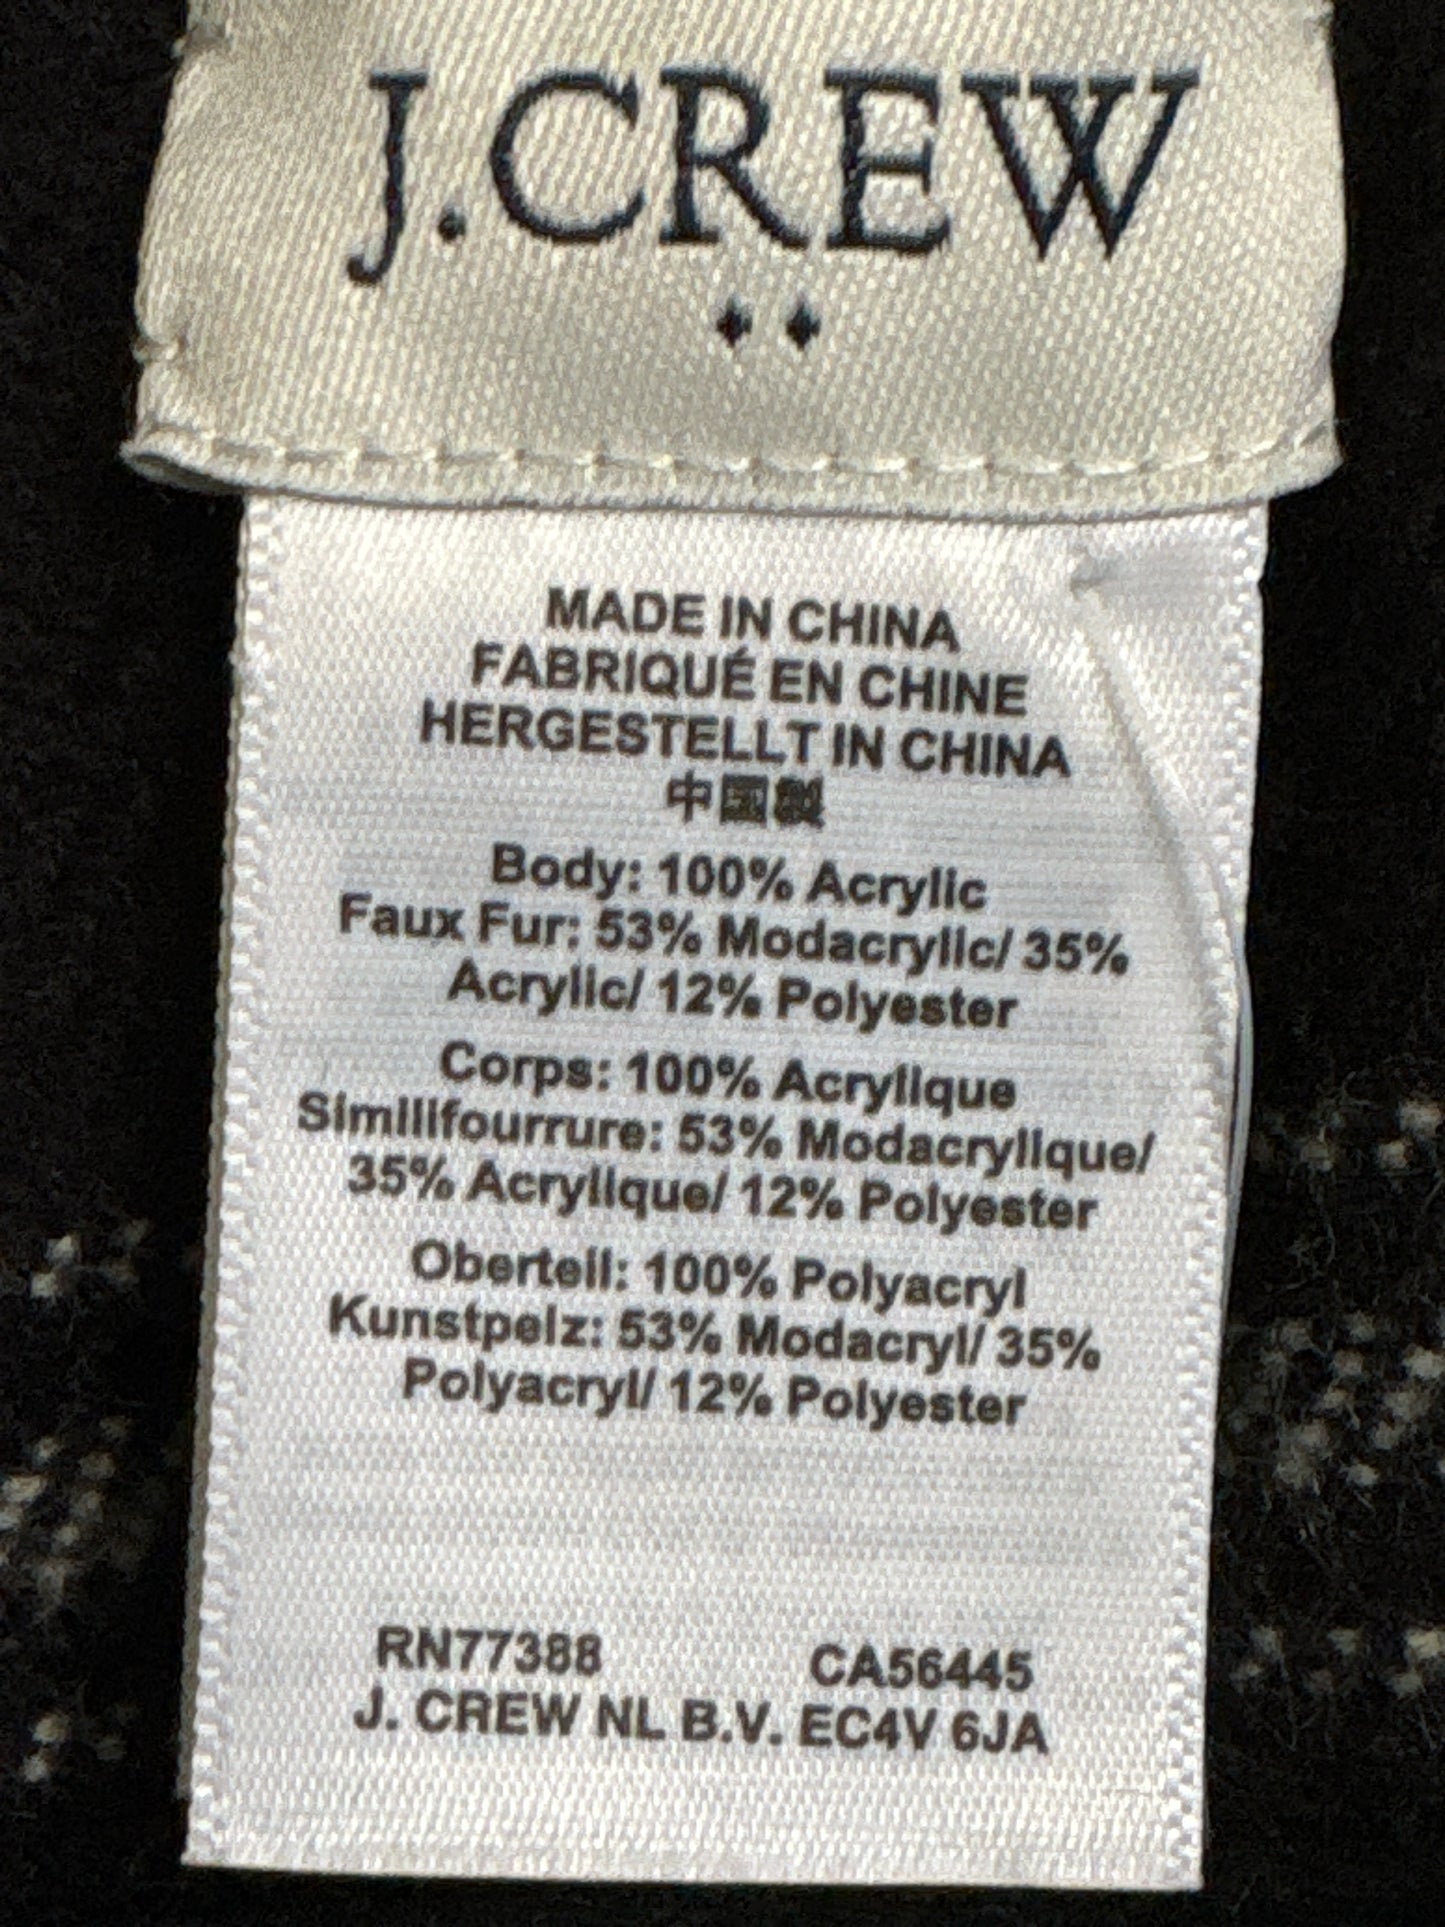 J.CREW
MADE IN CHINA
FABRIQUÉ EN CHINE
HERGESTELLT IN CHINA
中國製
Body: 100% Acrylic
Faux Fur: 53% Modacrylic/ 35%
Acrylic/ 12% Polyester
Corps: 100% Acrylique
Similifourrure: 53% Modacrylique/
35% Acrylique/ 12% Polyester
Oberteil: 100% Polyacryl
Kunstpelz: 53% Modacryl/ 35%
Polyacryl/ 12% Polyester
RN77388 CA56445
J. CREW NL B.V. EC4V 6JA